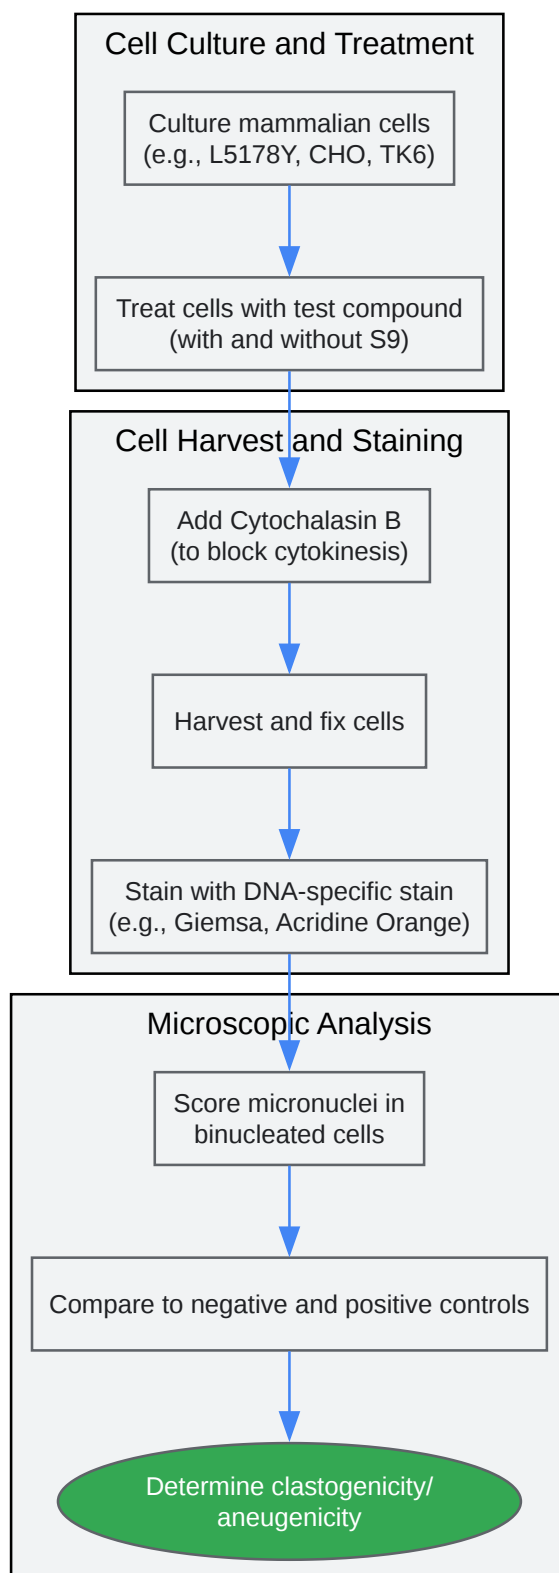 Cell Culture and Treatment
Culture mammalian cells
(e.g., L5178Y, CHO, TK6)
Treat cells with test compound
(with and without S9)
Cell Harvest and Staining
Add Cytochalasin B
(to block cytokinesis)
Harvest and fix cells
Stain with DNA-specific stain
(e.g., Giemsa, Acridine Orange)
Microscopic Analysis
Score micronuclei in
binucleated cells
Compare to negative and positive controls
Determine clastogenicity/
aneugenicity